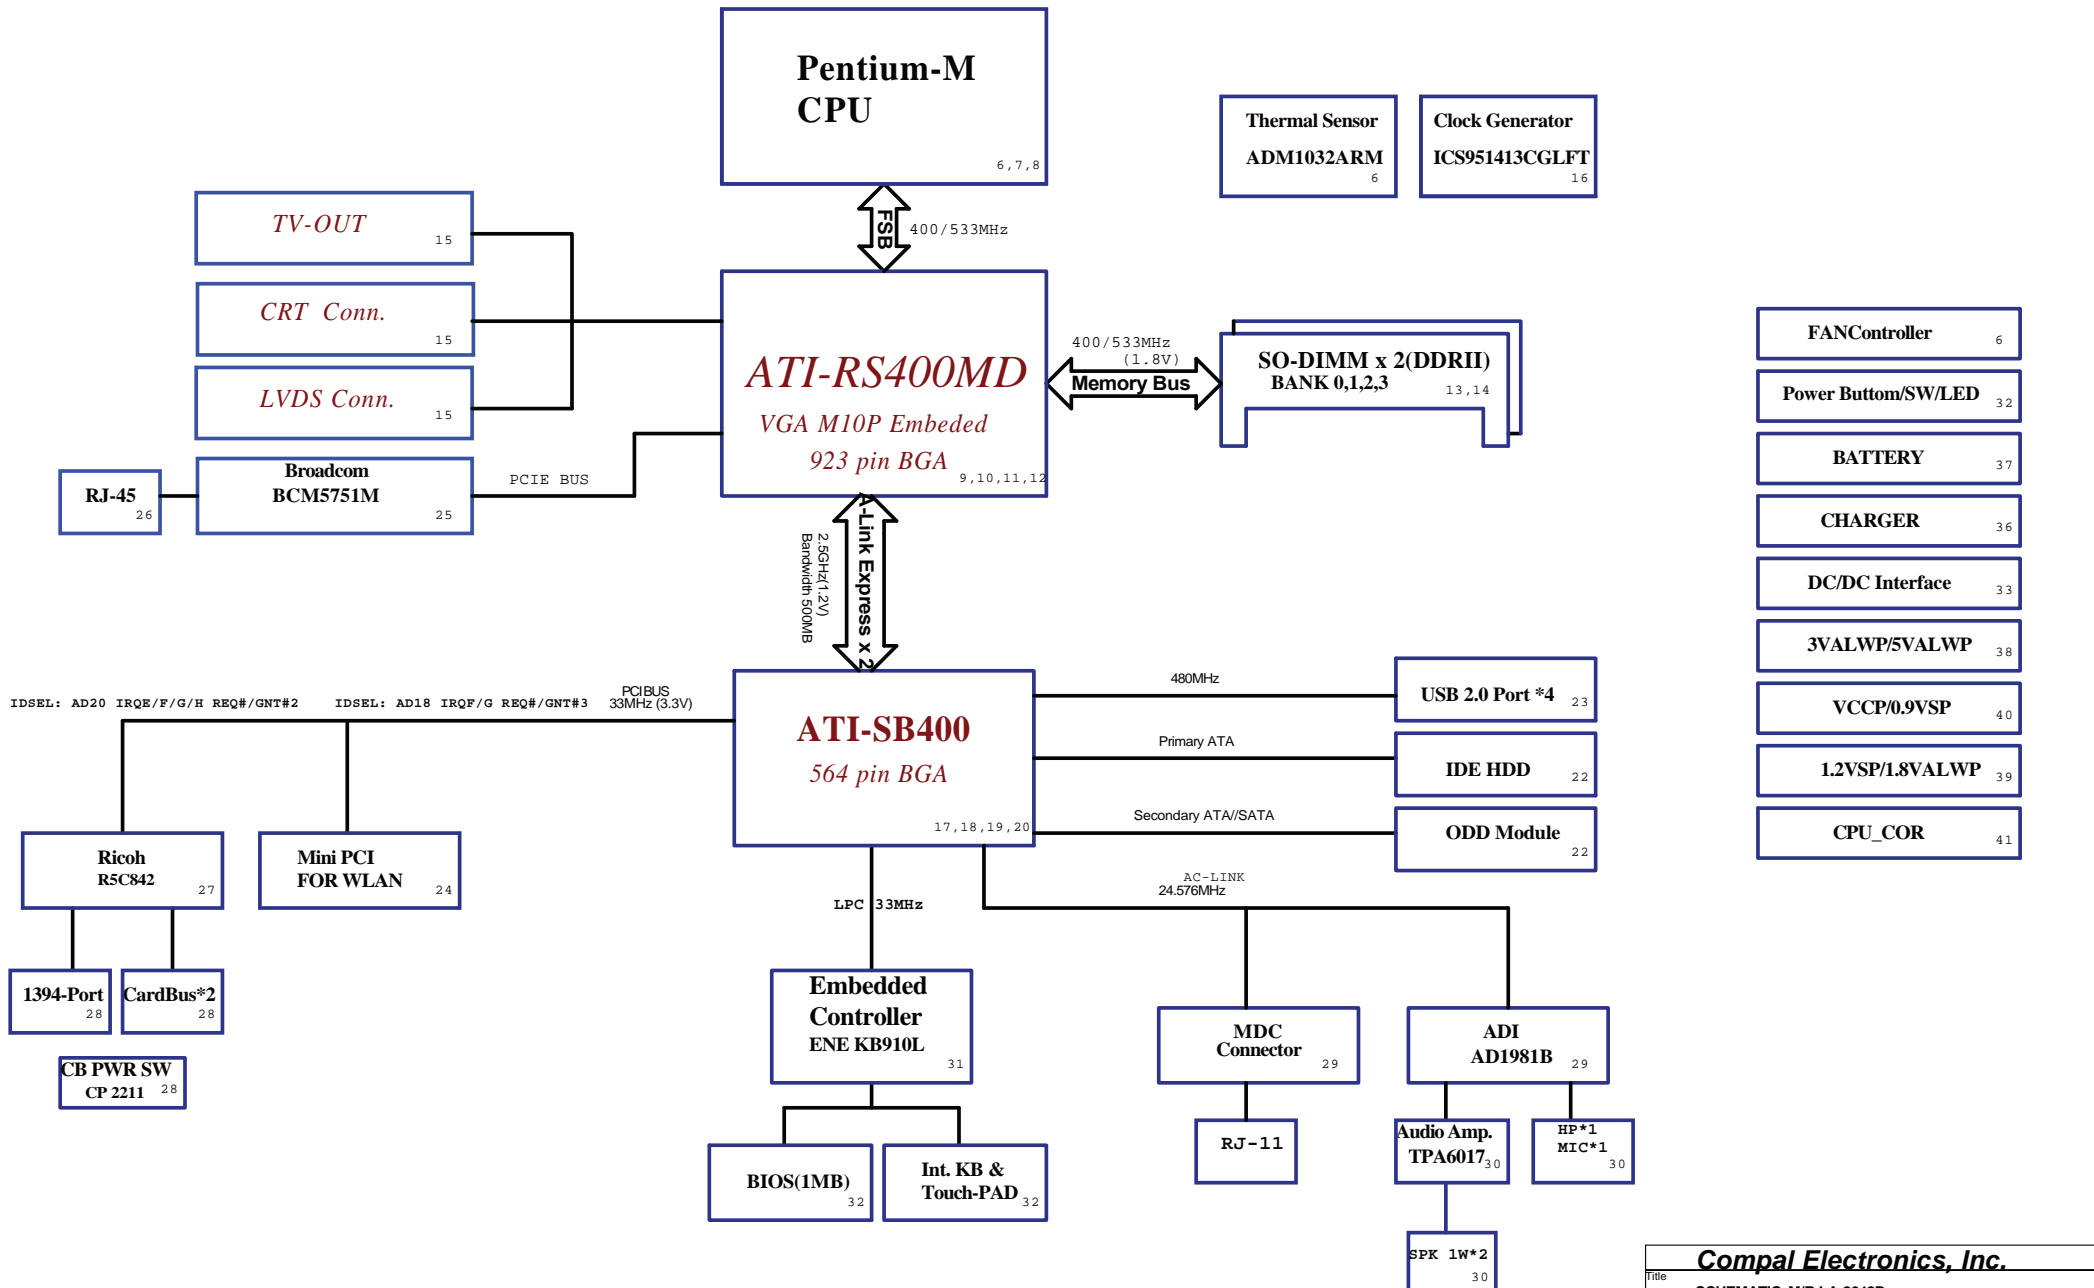 Pentium-M
CPU
6,7,8
Thermal Sensor
ADM1032ARM
6
Clock Generator
ICS951413CGLFT
16
FSB
400/533MHz
TV-OUT
15
CRT Conn.
15
LVDS Conn.
15
Broadcom
BCM5751M
25
RJ-45
26
PCIE BUS
ATI-RS400MD
VGA M10P Embeded
923 pin BGA
9,10,11,12
400/533MHz
(1.8V)
Memory Bus
SO-DIMM x 2(DDRII)
BANK 0,1,2,3
13,14
FANController
6
Power Buttom/SW/LED
32
BATTERY
37
CHARGER
36
DC/DC Interface
33
3VALWP/5VALWP
38
VCCP/0.9VSP
40
1.2VSP/1.8VALWP
39
CPU_COR
41
A-Link Express x 2
2.5GHz(1.2V)
Bandwidth 500MB
IDSEL: AD20 IRQE/F/G/H REQ#/GNT#2
IDSEL: AD18 IRQF/G REQ#/GNT#3
PCIBUS
33MHz (3.3V)
ATI-SB400
564 pin BGA
17,18,19,20
480MHz
USB 2.0 Port *4
23
Primary ATA
IDE HDD
22
Secondary ATA//SATA
ODD Module
22
AC-LINK
24.576MHz
LPC 33MHz
Ricoh
R5C842
27
Mini PCI
FOR WLAN
24
1394-Port
28
CardBus*2
28
CB PWR SW
CP 2211
28
Embedded
Controller
ENE KB910L
31
BIOS(1MB)
32
Int. KB &
Touch-PAD
32
MDC
Connector
29
RJ-11
ADI
AD1981B
29
Audio Amp.
TPA6017
30
HP*1
MIC*1
30
SPK 1W*2
30
Compal Electronics, Inc.
Title